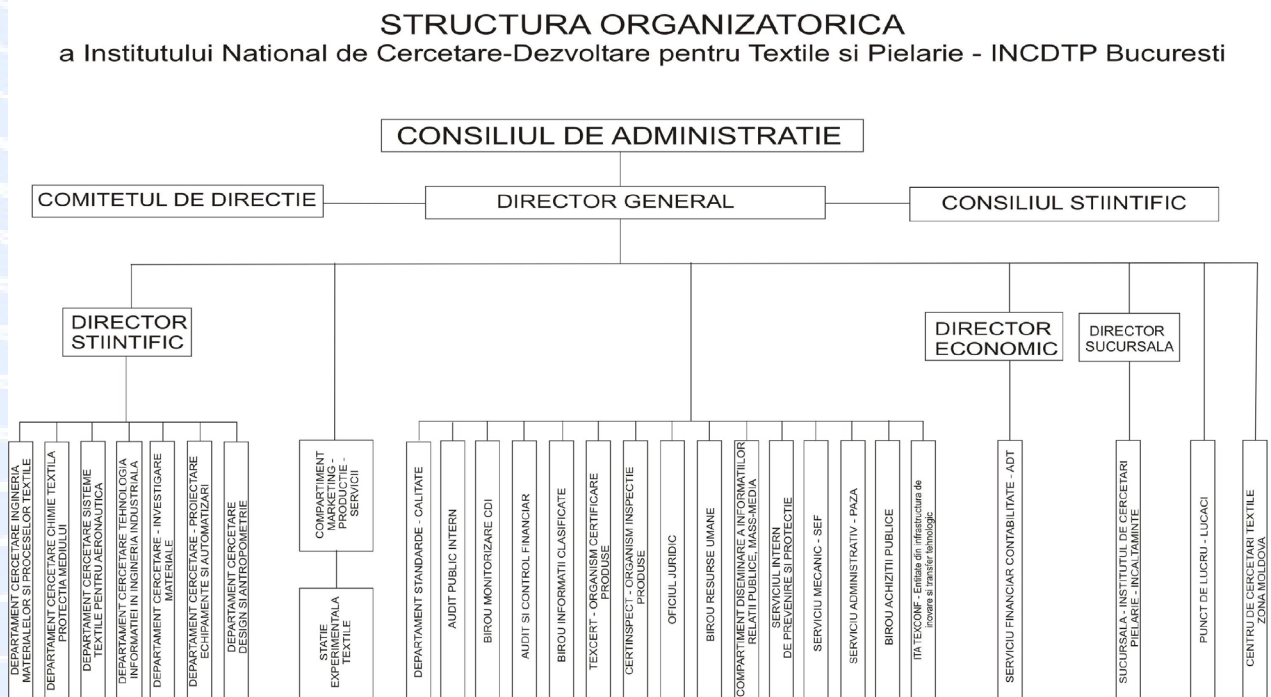 STRUCTURA ORGANIZATORICA
a Institutului National de Cercetare-Dezvoltare pentru Textile si Pielarie - INCDTP Bucuresti
CONSILIUL DE ADMINISTRATIE
COMITETUL DE DIRECTIE
DIRECTOR GENERAL
CONSILIUL STIINTIFIC
DIRECTOR
STIINTIFIC
DIRECTOR
ECONOMIC
DIRECTOR
SUCURSALA
DEPARTAMENT CERCETARE INGINERIA
MATERIALELOR SI PROCESELOR TEXTILE
DEPARTAMENT CERCETARE CHIMIE TEXTILA
PROTECTIA MEDIULUI
DEPARTAMENT CERCETARE SISTEME
TEXTILE PENTRU AERONAUTICA
DEPARTAMENT CERCETARE TEHNOLOGIA
INFORMATIEI IN INGINERIA INDUSTRIALA
DEPARTAMENT CERCETARE - INVESTIGARE
MATERIALE
DEPARTAMENT CERCETARE - PROIECTARE
ECHIPAMENTE SI AUTOMATIZARI
DEPARTAMENT CERCETARE
DESIGN SI ANTROPOMETRIE
COMPARTIMENT
MARKETING -
PRODUCTIE -
SERVICII
STATIE
EXPERIMENTALA
TEXTILE
DEPARTAMENT STANDARDE - CALITATE
AUDIT PUBLIC INTERN
BIROU MONITORIZARE CDI
AUDIT SI CONTROL FINANCIAR
BIROU INFORMATII CLASIFICATE
TEXCERT - ORGANISM CERTIFICARE
PRODUSE
CERTINSPECT - ORGANISM INSPECTIE
PRODUSE
OFICIUL JURIDIC
BIROU RESURSE UMANE
COMPARTIMENT DISEMINARE A INFORMATIILOR
RELATII PUBLICE, MASS-MEDIA
SERVICIUL INTERN
DE PREVENIRE SI PROTECTIE
SERVICIU MECANIC - SEF
SERVICIU ADMINISTRATIV - PAZA
BIROU ACHIZITII PUBLICE
ITA TEXCONF - Entitate din infrastructura de
inovare si transfer tehnologic
SERVICIU FINANCIAR CONTABILITATE - ADT
SUCURSALA - INSTITUTUL DE CERCETARI
PIELARIE - INCALTAMINTE
PUNCT DE LUCRU - LUCACI
CENTRU DE CERCETARI TEXTILE
ZONA MOLDOVA